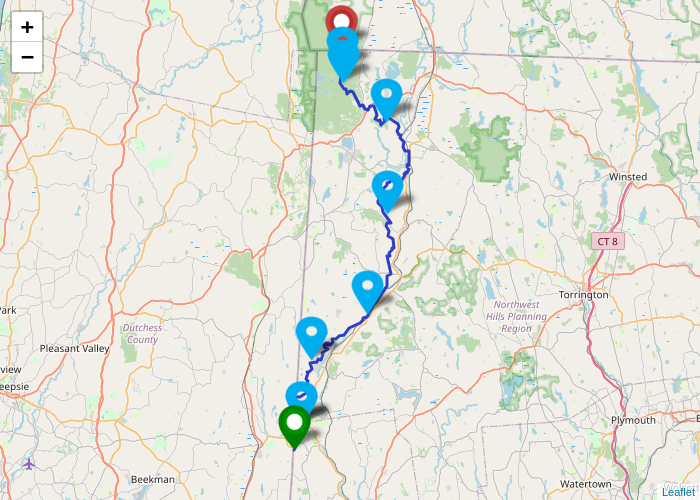 +
−
Winsted
CT 8
Torrington
Northwest
Hills Planning
Region
Park
Dutchess
County
Pleasant Valley
view
eepsie
Plymouth
Beekman
Watertown
Leaflet